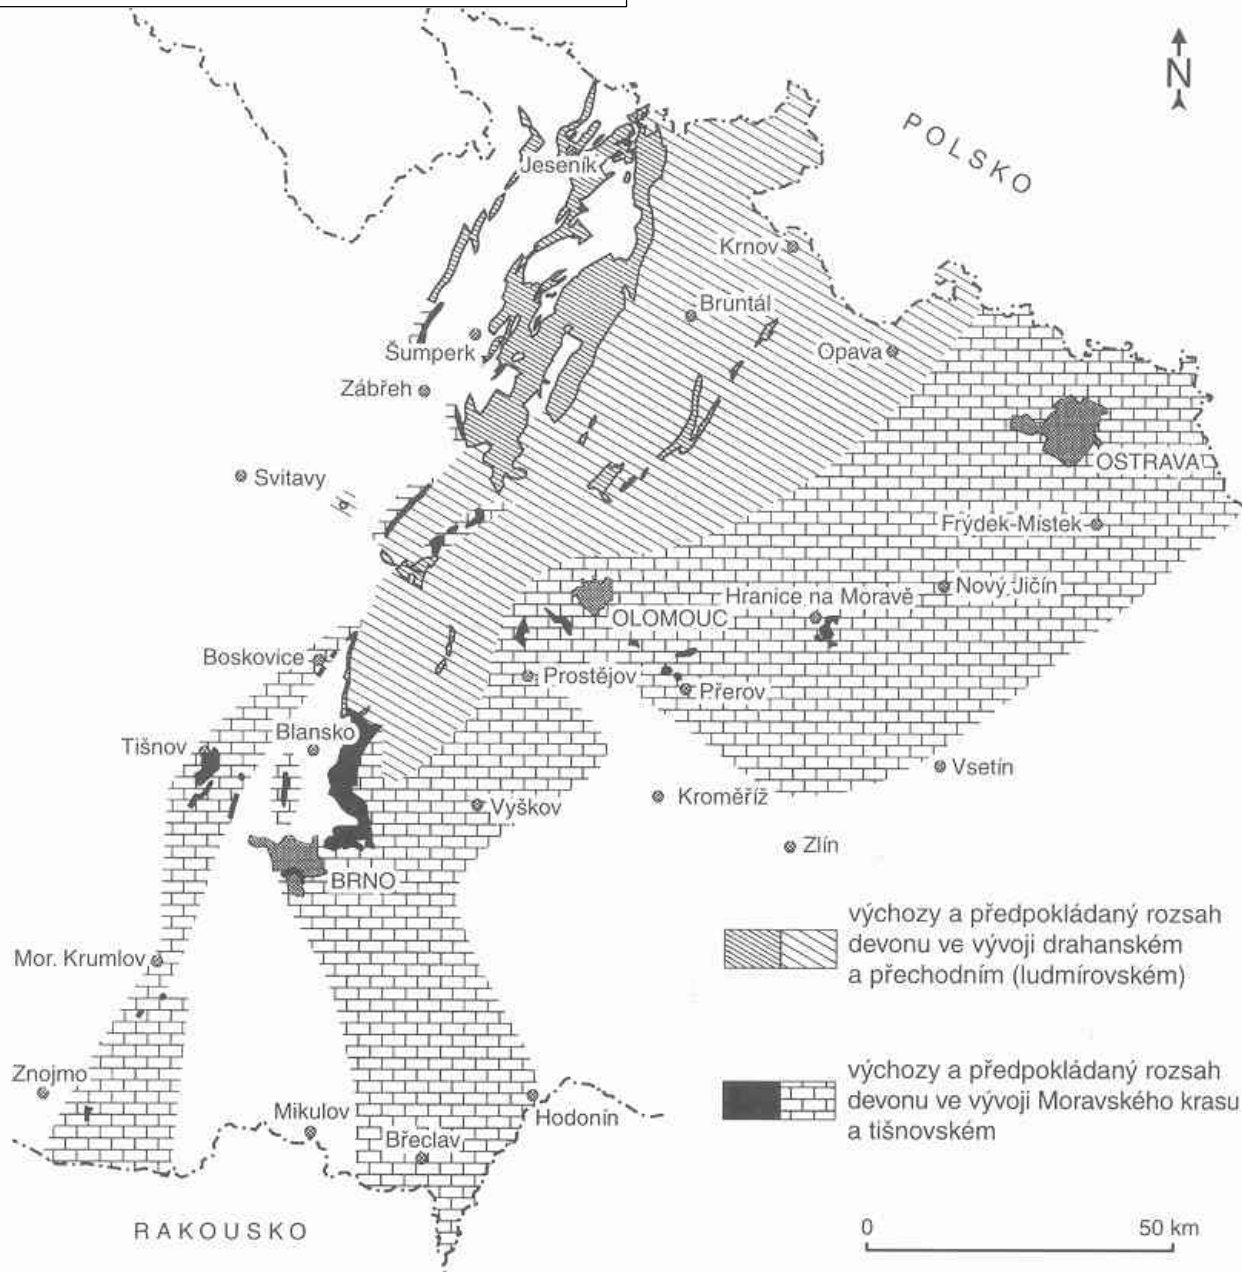 N
POLSKO
Jeseník
Krnov
Bruntál
Šumperk
Opava
Zábřeh
OSTRAVA
Svitavy
Frýdek-Místek
Nový Jičín
Hranice na Moravě
OLOMOUC
Boskovice
Prostějov
Přerov
Blansko
Tišnov
Vsetín
Kroměříž
Vyškov
Zlín
BRNO
výchozy a předpokládaný rozsah
devonu ve vývoji drahanském
a přechodním (ludmírovském)
Mor. Krumlov
výchozy a předpokládaný rozsah
devonu ve vývoji Moravského krasu
a tišnovském
Znojmo
Mikulov
Hodonín
Břeclav
RAKOUSKO
0 50 km